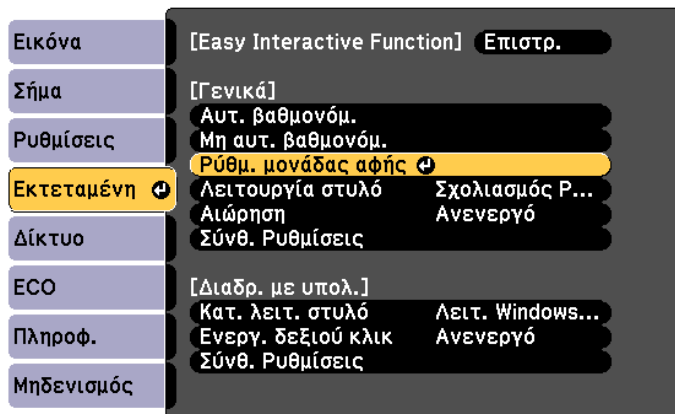 Εικόνα
Σήμα
Ρυθμίσεις
Εκτεταμένη
Δίκτυο
ECO
Πληροφ.
Μηδενισμός
[Easy Interactive Function] Επιστρ.
[Γενικά]
Αυτ. βαθμονόμ.
Μη αυτ. βαθμονόμ.
Ρύθμ. μονάδας αφής
Λειτουργία στυλό Σχολιασμός P...
Αιώρηση Ανενεργό
Σύνθ. Ρυθμίσεις
[Διαδρ. με υπολ.]
Κατ. λειτ. στυλό Λειτ. Windows...
Ενεργ. δεξιού κλικ Ανενεργό
Σύνθ. Ρυθμίσεις